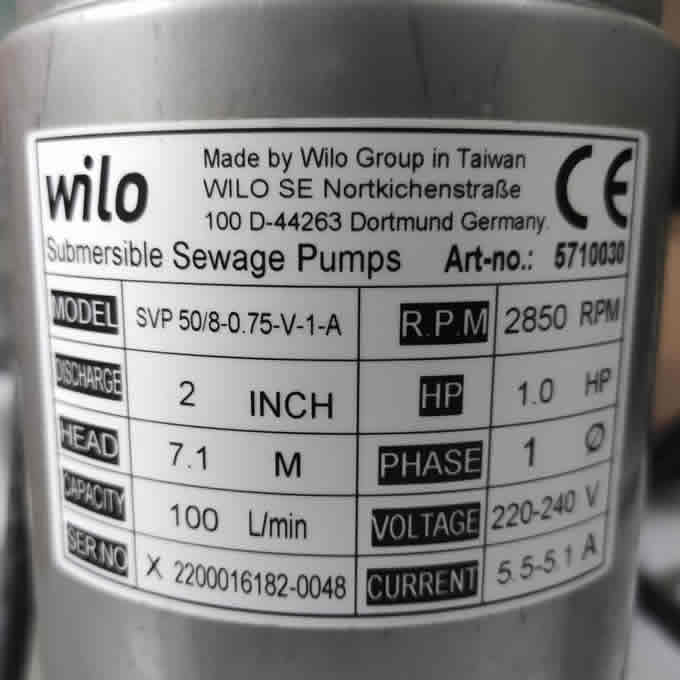 wilo
Made by Wilo Group in Taiwan
WILO SE Nortkichenstraße
100 D-44263 Dortmund Germany.
CE
Submersible Sewage Pumps Art-no.: 5710030
MODEL SVP 50/8-0.75-V-1-A R.P.M 2850 RPM
DISCHARGE 2 INCH HP 1.0 HP
HEAD 7.1 M PHASE 1 Ø
CAPACITY 100 L/min VOLTAGE 220-240 V
SER.NO X 2200016182-0048 CURRENT 5.5-5.1 A